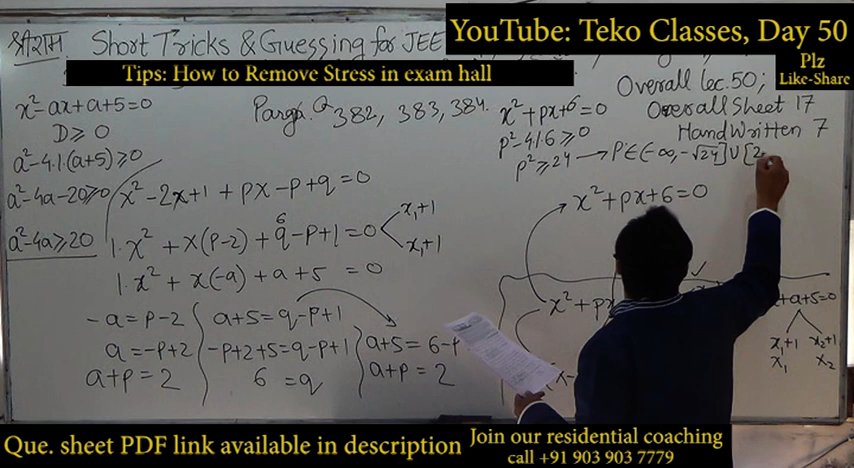 YouTube: Teko Classes, Day 50
Plz
Like-Share
Tips: How to Remove Stress in exam hall
श्रीराम Short Tricks & Guessing for JEE
Overall lec. 50;
Overall Sheet 17
HandWritten 7
Paragra. Q 382, 383, 384.
x²-ax+a+5=0
D≥0
a²-4.1.(a+5)≥0
a²-4a-20≥0
a²-4a≥20
x²-2x+1+px-p+q=0
6
1.x²+x(p-2)+q-p+1=0
x₁+1
x₁+1
1.x²+x(-a)+a+5=0
-a=p-2
a=-p+2
a+p=2
a+5=q-p+1
-p+2+5=q-p+1
6=q
a+5=6-p
a+p=2
x²+px+6=0
p²-4.1.6≥0
p²≥24→p∈(-∞,-√24]∪[2
x²+px+6=0
x²+px
(x-
+a+5=0
x₁+1 x₂+1
x₁ x₂
Que. sheet PDF link available in description
Join our residential coaching
call +91 903 903 7779